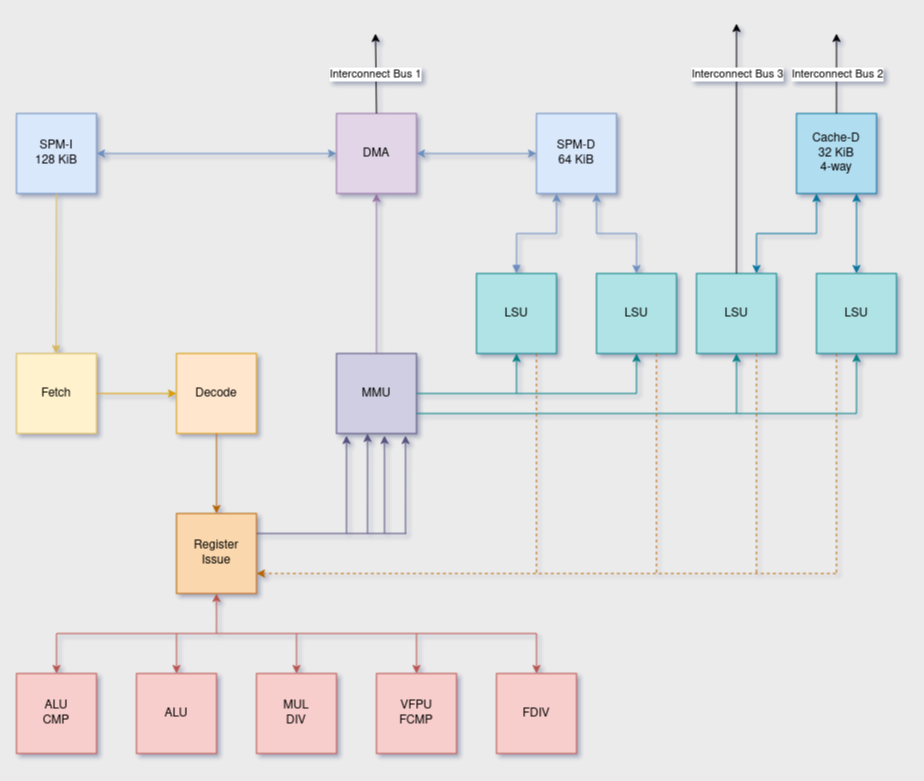 Interconnect Bus 1
Interconnect Bus 3
Interconnect Bus 2
SPM-I
128 KiB
DMA
SPM-D
64 KiB
Cache-D
32 KiB
4-way
LSU
LSU
LSU
LSU
Fetch
Decode
MMU
Register
Issue
ALU
CMP
ALU
MUL
DIV
VFPU
FCMP
FDIV